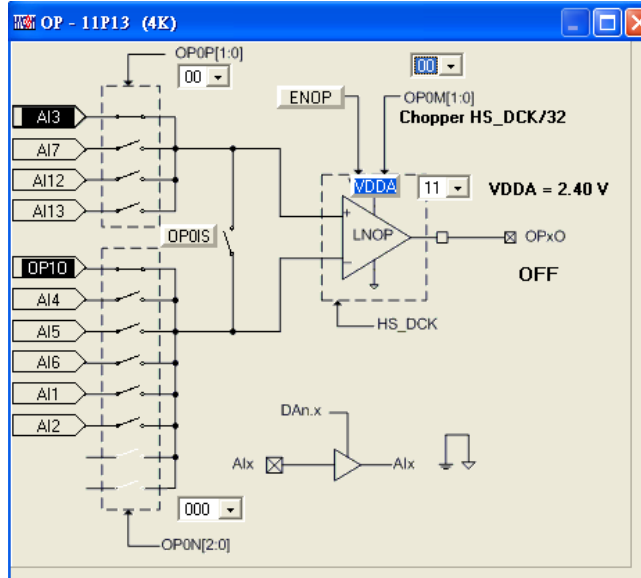 OP - 11P13 (4K)
OP0P[1:0]
00
00
ENOP
OP0M[1:0]
Chopper HS_DCK/32
AI3
AI7
AI12
AI13
VDDA
11
VDDA = 2.40 V
OP0IS
+
LNOP
-
OPxO
OFF
OP1O
AI4
AI5
AI6
AI1
AI2
HS_DCK
DAn.x
AIx
AIx
000
OP0N[2:0]